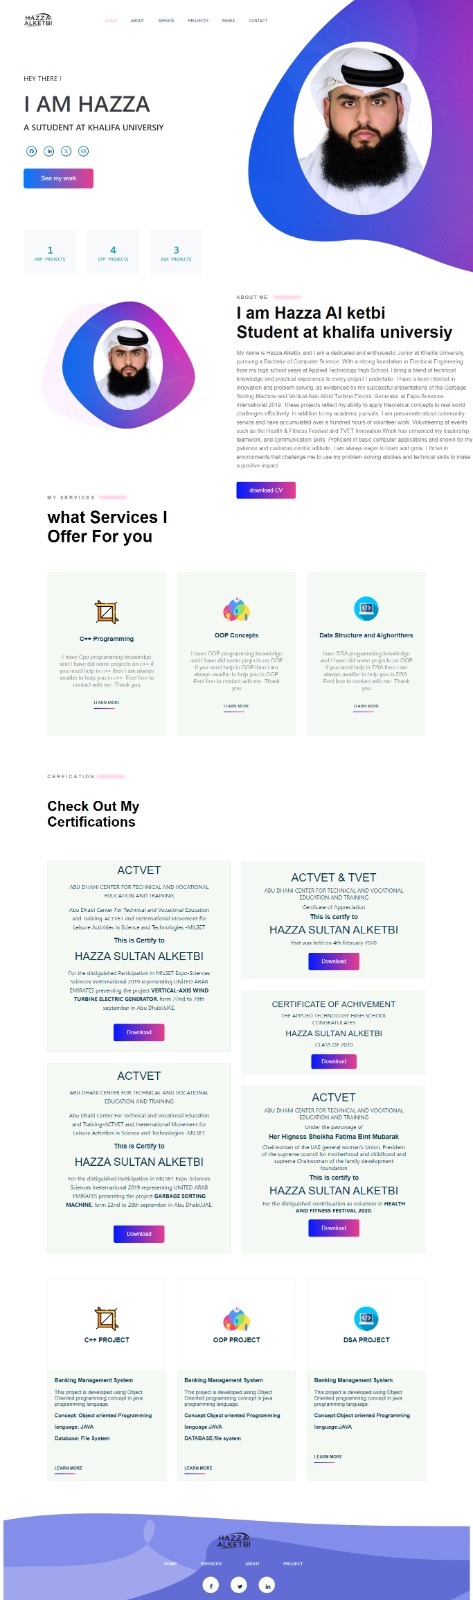 HAZZA
ALKETBI
HOME ABOUT SERVICE PROJECTS PAGES CONTACT
HEY THERE !
I AM HAZZA
A SUTUDENT AT KHALIFA UNIVERSIY
See my work
1 4 3
OOP PROJECTS CPP PROJECTS DSA PROJECTS
ABOUT ME
I am Hazza Al ketbi
Student at khalifa universiy
My name is Hazza Alketbi, and I am a dedicated and enthusiastic Junior at Khalifa University,
pursuing a Bachelor of Computer Science. With a strong foundation in Electrical Engineering
from my high school years at Applied Technology High School, I bring a blend of technical
knowledge and practical experience to every project I undertake. I have a keen interest in
innovation and problem-solving, as evidenced by my successful presentations of the Garbage
Sorting Machine and Vertical Axis Wind Turbine Electric Generator at Expo-Sciences
International 2019. These projects reflect my ability to apply theoretical concepts to real-world
challenges effectively. In addition to my academic pursuits, I am passionate about community
service and have accumulated over a hundred hours of volunteer work. Volunteering at events
such as the Health & Fitness Festival and TVET Innovation Week has enhanced my leadership,
teamwork, and communication skills. Proficient in basic computer applications and known for my
patience and customer-centric attitude, I am always eager to learn and grow. I thrive in
environments that challenge me to use my problem-solving abilities and technical skills to make
a positive impact
download CV
MY SERVICES
what Services I
Offer For you
C++ Programming
I have Cpp programming knowledge
and I have did some projects on c++ if
you need help in c++ then i am always
availbe to help you in c++. Feel free to
contact with me. Thank you
LEARN MORE
OOP Concepts
I have OOP programming knowledge
and I have did some projects on OOP
if you need help in OOP then i am
always availbe to help you in OOP.
Feel free to contact with me. Thank
you
LEARN MORE
Data Structure and Alghorithms
I have DSA programming knowledge
and I have did some projects on OOP
if you need help in DSA then i am
always availbe to help you in DSA.
Feel free to contact with me. Thank
you
LEARN MORE
CERFICATION
Check Out My
Certifications
ACTVET
ABU DHANI CENTER FOR TECHNICAL AND VOCATIONAL
EDUCATION AND TRAINING
Abu Dhabi Center For Technical and Vocational Education
and Training-ACTVET and Ineternational Movement for
Leisure Activities in Science and Technologies -MILSET
This is Certify to
HAZZA SULTAN ALKETBI
For the distinguished Participation in MILSET Expo-Sciences
Sciences Ineternational 2019 representing UNITED ARAB
EMIRATES presenting the project VERTICAL-AXIS WIND
TURBINE ELECTRIC GENERATOR. form 22nd to 28th
september in Abu Dhabi,UAE.
Download
ACTVET
ABU DHANI CENTER FOR TECHNICAL AND VOCATIONAL
EDUCATION AND TRAINING
Abu Dhabi Center For Technical and Vocational Education
and Training-ACTVET and Ineternational Movement for
Leisure Activities in Science and Technologies -MILSET
This is Certify to
HAZZA SULTAN ALKETBI
For the distinguished Participation in MILSET Expo-Sciences
Sciences Ineternational 2019 representing UNITED ARAB
EMIRATES presenting the project GARBAGE SORTING
MACHINE. form 22nd to 28th september in Abu Dhabi,UAE.
Download
ACTVET & TVET
ABU DHANI CENTER FOR TECHNICAL AND VOCATIONAL
EDUCATION AND TRAINING
Certicate of Appreciation
This is certfy to
HAZZA SULTAN ALKETBI
that was held on 4th february 2020
Download
CERTIFICATE OF ACHIVEMENT
THE APPLIED TECHNOLOGY HIGH SCHOOL
CONGRATULATES
HAZZA SULTAN ALKETBI
CLASS OF 2020
Download
ACTVET
ABU DHANI CENTER FOR TECHNICAL AND VOCATIONAL
EDUCATION AND TRAINING
Under the patronage of
Her Higness Sheikha Fatima Bint Mubarak
Chairwoman of the UAE general woman's Union, President
of the supreme council for motherhood and childhood and
supreme Chairwoman of the family development
foundation
This is certify to
HAZZA SULTAN ALKETBI
For the distinguished contribution as volunteer in HEALTH
AND FITNESS FESTIVAL 2020.
Download
C++ PROJECT
Banking Management System
This project is developed using Object
Oriented programming concept in java
programming language.
Concept: Object oriented Programming
language: JAVA
Database: File System
LEARN MORE
OOP PROJECT
Banking Management System
This project is developed using Object
Oriented programming concept in java
programming language.
Concept:Object oriented Programming
language:JAVA
DATABASE:file system
LEARN MORE
DSA PROJECT
Banking Management System
This project is developed using Object
Oriented programming concept in java
programming language.
Concept:Object oriented Programming
language:JAVA
LEARN MORE
HAZZA
ALKETBI
HOME SERVICES ABOUT PROJECT